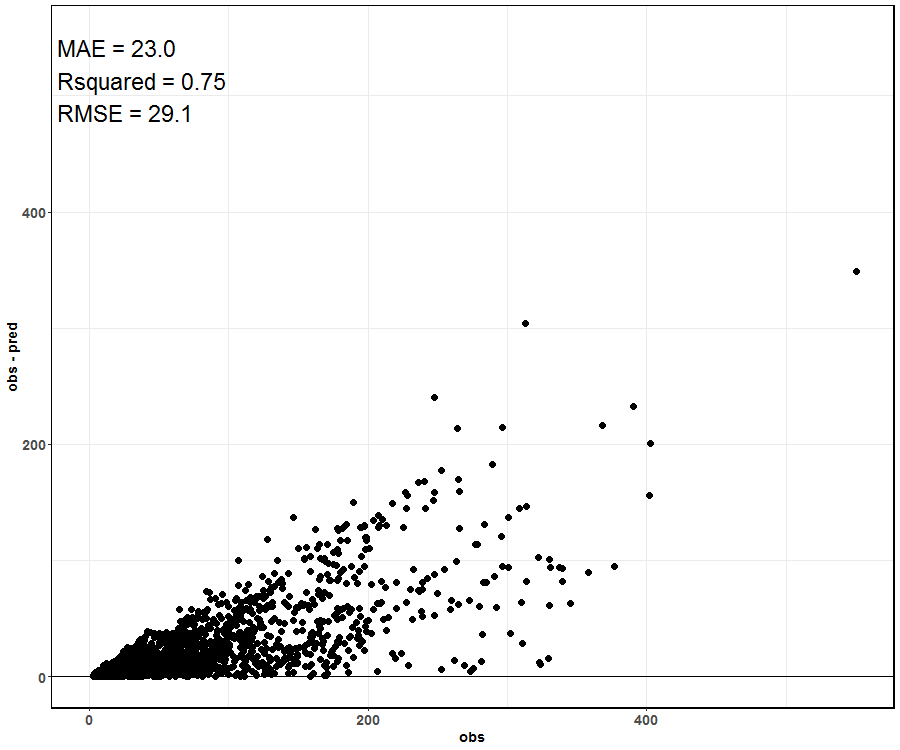 MAE = 23.0
Rsquared = 0.75
RMSE = 29.1
400
200
0
obs - pred
0 200 400
obs